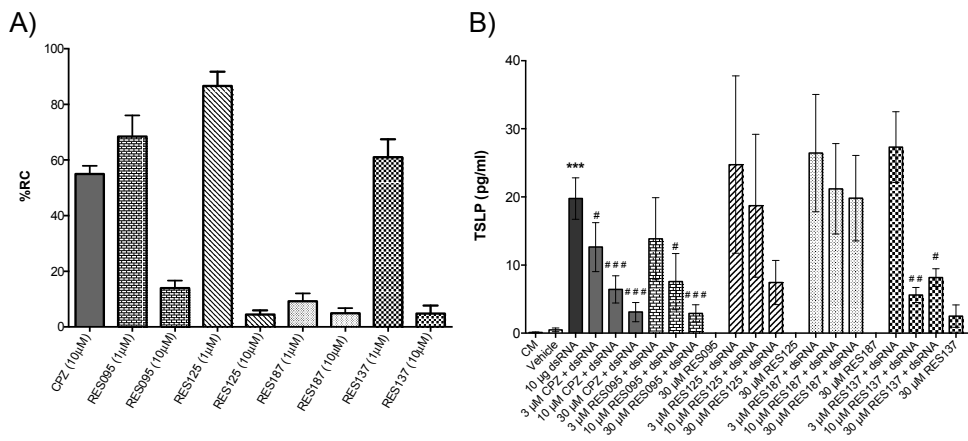 A)
B)
100
80
60
40
20
0
%RC
CPZ (10µM)
RES095 (1µM)
RES095 (10µM)
RES125 (1µM)
RES125 (10µM)
RES187 (1µM)
RES187 (10µM)
RES137 (1µM)
RES137 (10µM)
40
30
20
10
0
TSLP (pg/ml)
***
#
# # #
# # #
#
# # #
# #
#
CM
Vehicle
10 µg dsRNA
3 µM CPZ + dsRNA
10 µM CPZ + dsRNA
30 µM CPZ + dsRNA
3 µM RES095 + dsRNA
10 µM RES095 + dsRNA
30 µM RES095 + dsRNA
30 µM RES095
3 µM RES125 + dsRNA
10 µM RES125 + dsRNA
30 µM RES125 + dsRNA
30 µM RES125
3 µM RES187 + dsRNA
10 µM RES187 + dsRNA
30 µM RES187 + dsRNA
30 µM RES187
3 µM RES137 + dsRNA
10 µM RES137 + dsRNA
30 µM RES137 + dsRNA
30 µM RES137